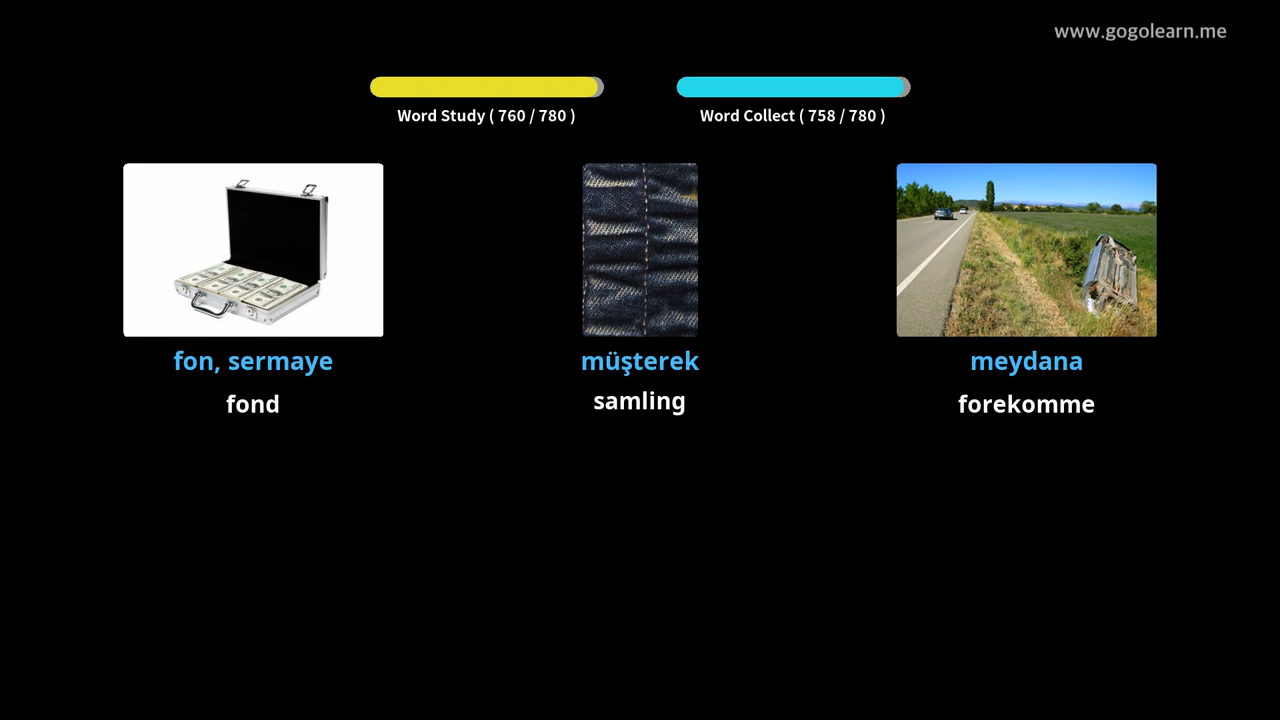 www.gogolearn.me
Word Study ( 760 / 780 )
Word Collect ( 758 / 780 )
fon, sermaye
müşterek
meydana
fond
samling
forekomme